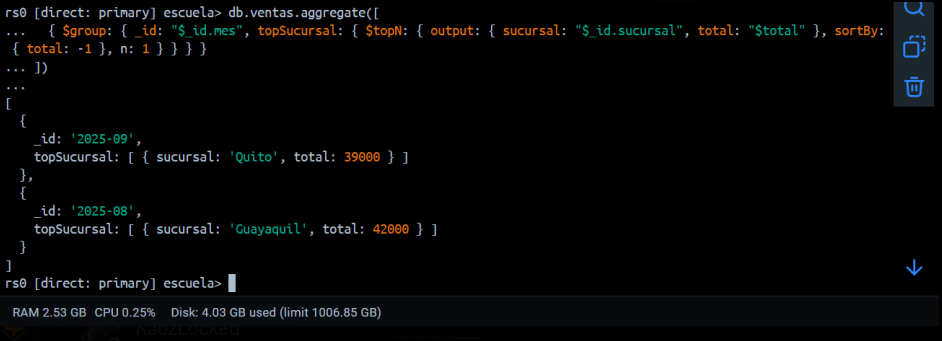 rs0 [direct: primary] escuela> db.ventas.aggregate([
...   { $group: { _id: "$_id.mes", topSucursal: { $topN: { output: { sucursal: "$_id.sucursal", total: "$total" }, sortBy:
 { total: -1 }, n: 1 } } } }
... ])
...
[
  {
    _id: '2025-09',
    topSucursal: [ { sucursal: 'Quito', total: 39000 } ]
  },
  {
    _id: '2025-08',
    topSucursal: [ { sucursal: 'Guayaquil', total: 42000 } ]
  }
]
rs0 [direct: primary] escuela>
RAM 2.53 GB CPU 0.25% Disk: 4.03 GB used (limit 1006.85 GB)
KaozLocked